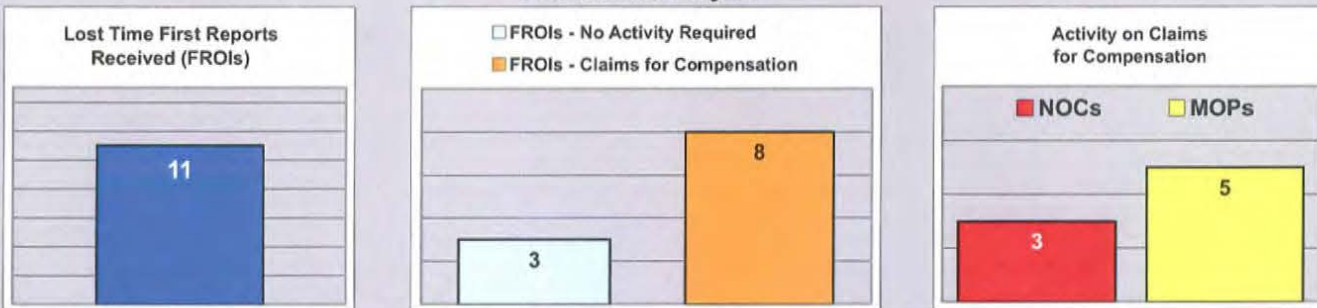 Lost Time First Reports
Received (FROIs)
11
FROIs - No Activity Required
FROIs - Claims for Compensation
3
8
Activity on Claims
for Compensation
NOCs
MOPs
3
5